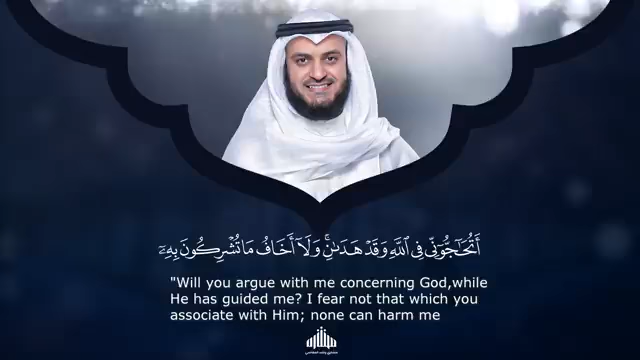 أَتُحَٰٓجُّوٓنِّي فِي ٱللَّهِ وَقَدْ هَدَىٰنِۚ وَلَآ أَخَافُ مَا تُشْرِكُونَ بِهِۦٓ
"Will you argue with me concerning God,while
He has guided me? I fear not that which you
associate with Him; none can harm me